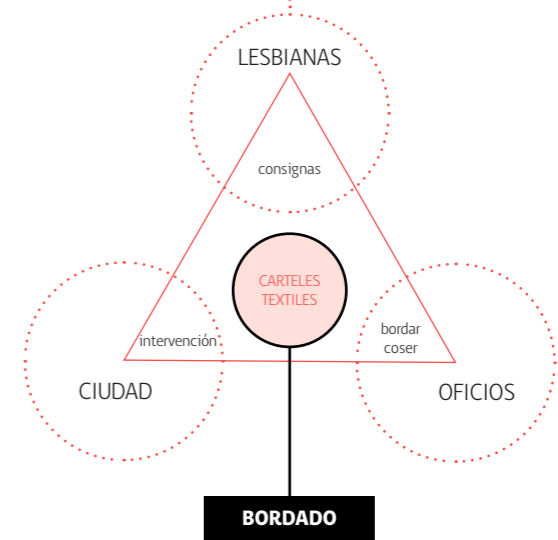 LESBIANAS
consignas
CARTELES
TEXTILES
intervención
bordar
coser
CIUDAD
OFICIOS
BORDADO